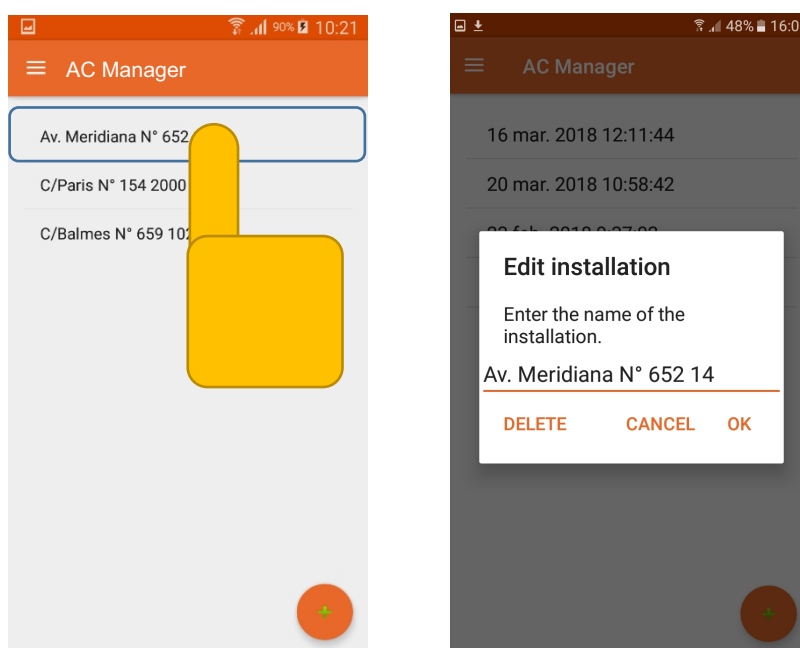 90% 10:21
AC Manager
Av. Meridiana N° 652
C/Paris N° 154 2000
C/Balmes N° 659
48% 16:0
AC Manager
16 mar. 2018 12:11:44
20 mar. 2018 10:58:42
Edit installation
Enter the name of the
installation.
Av. Meridiana N° 652 14
DELETE CANCEL OK